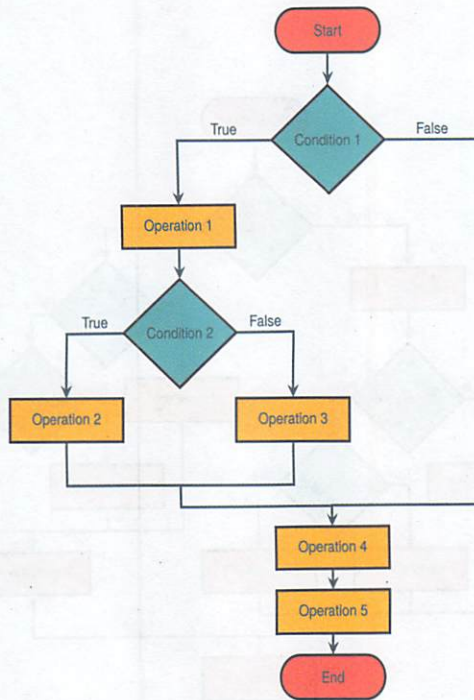 Start
Condition 1
True
False
Operation 1
Condition 2
True
False
Operation 2
Operation 3
Operation 4
Operation 5
End